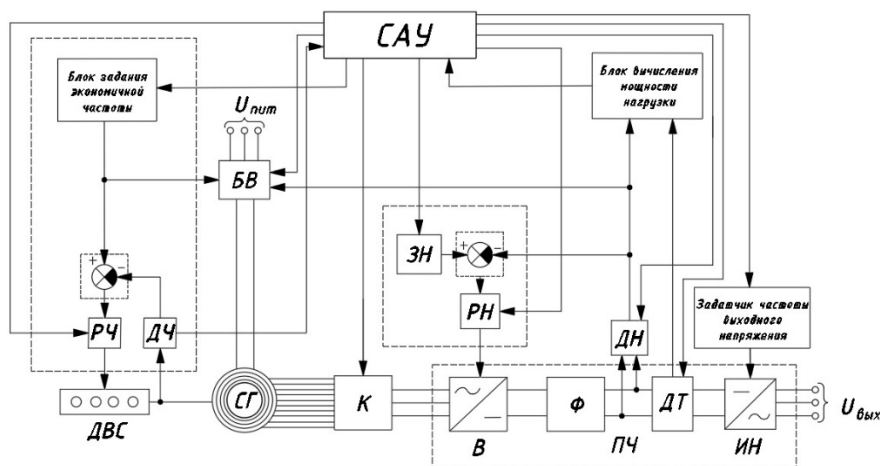 САУ
Блок задания
экономичной
частоты
Блок вычисления
мощности
нагрузки
U пит
БВ
ЗН
+
−
+
−
РН
Задатчик частоты
выходного
напряжения
РЧ
ДЧ
ДН
СГ
К
Ф
ДТ
U вых
ДВС
В
ПЧ
ИН